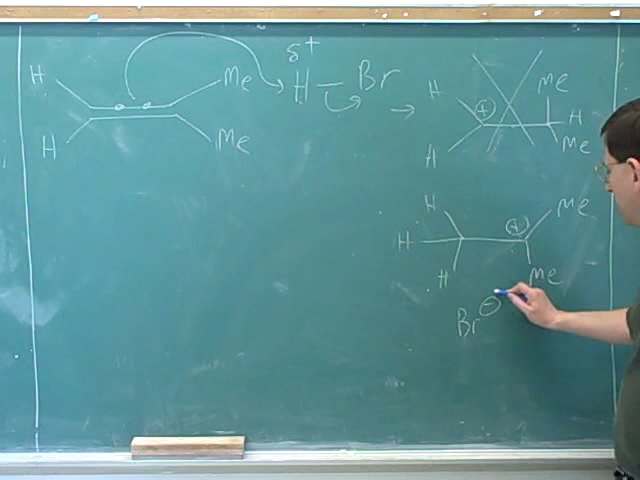 H Me δ+ H — Br
H Me
→ H ⊕ Me H
H Me
H ⊕ Me
H
H Me
Br ⊖